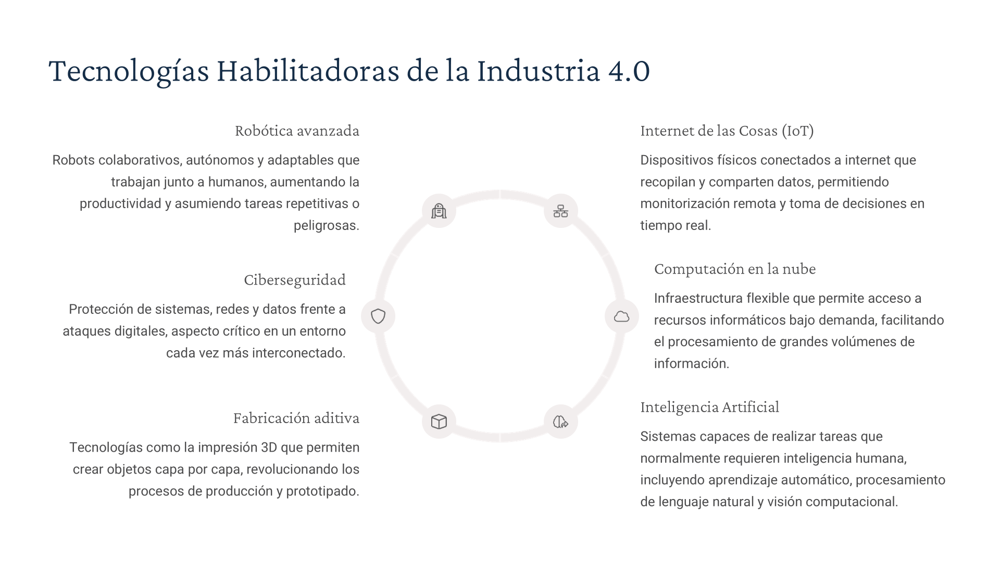 Tecnologías Habilitadoras de la Industria 4.0
Robótica avanzada
Robots colaborativos, autónomos y adaptables que
trabajan junto a humanos, aumentando la
productividad y asumiendo tareas repetitivas o
peligrosas.
Internet de las Cosas (IoT)
Dispositivos físicos conectados a internet que
recopilan y comparten datos, permitiendo
monitorización remota y toma de decisiones en
tiempo real.
Ciberseguridad
Protección de sistemas, redes y datos frente a
ataques digitales, aspecto crítico en un entorno
cada vez más interconectado.
Computación en la nube
Infraestructura flexible que permite acceso a
recursos informáticos bajo demanda, facilitando
el procesamiento de grandes volúmenes de
información.
Fabricación aditiva
Tecnologías como la impresión 3D que permiten
crear objetos capa por capa, revolucionando los
procesos de producción y prototipado.
Inteligencia Artificial
Sistemas capaces de realizar tareas que
normalmente requieren inteligencia humana,
incluyendo aprendizaje automático, procesamiento
de lenguaje natural y visión computacional.